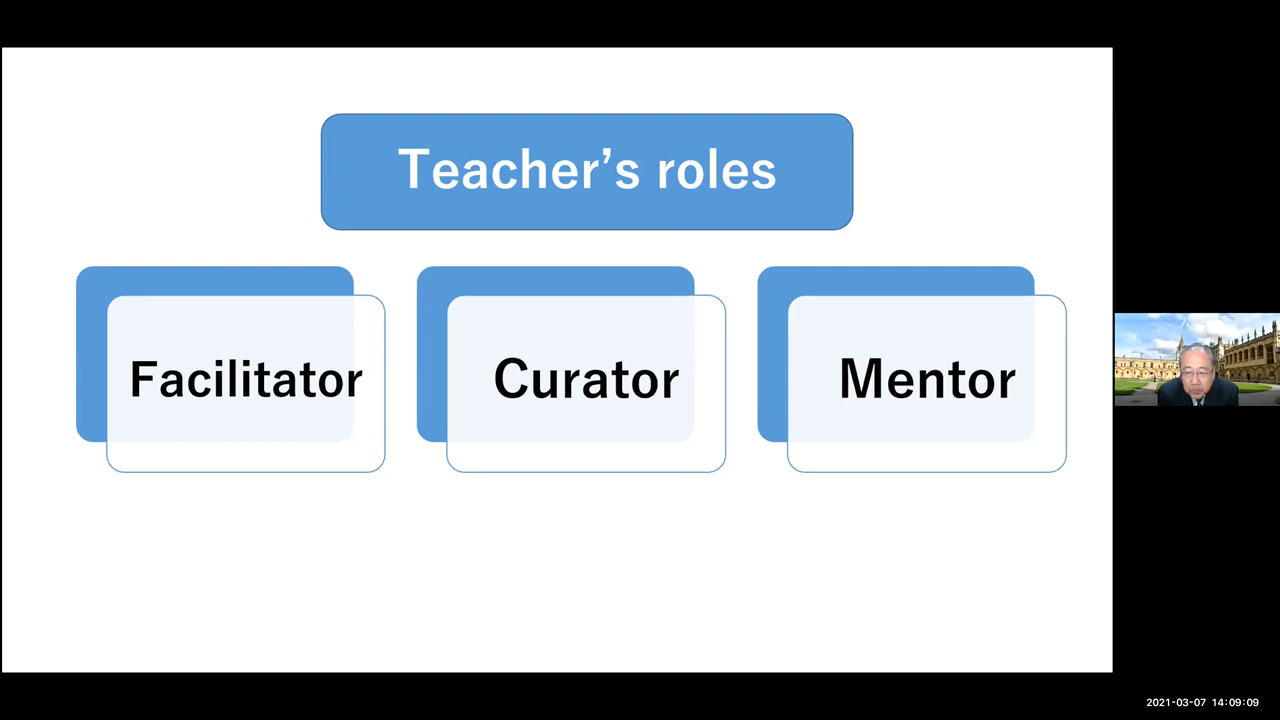 Teacher’s roles
Facilitator
Curator
Mentor
2021-03-07 14:09:09